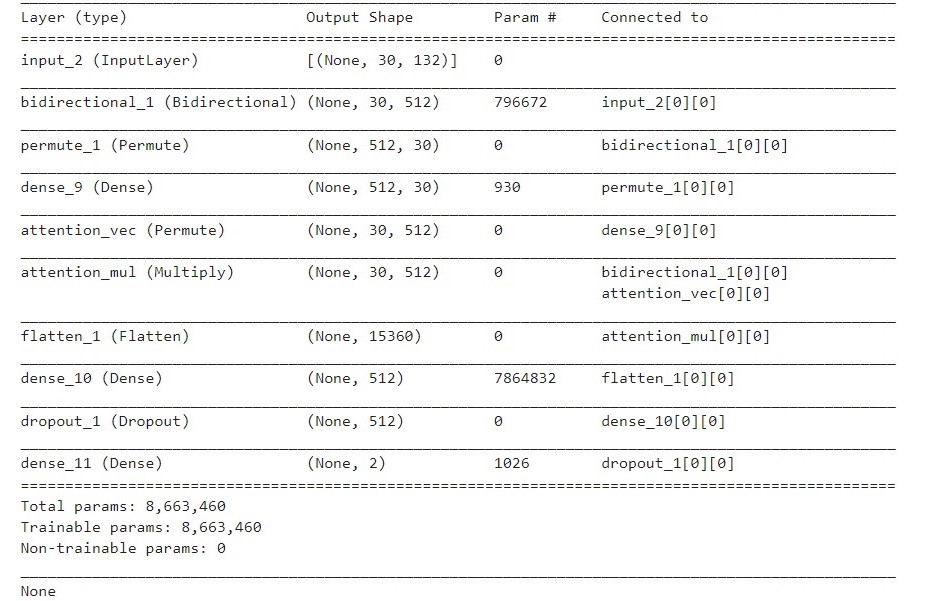 Layer (type) Output Shape Param # Connected to
input_2 (InputLayer) [(None, 30, 132)] 0
bidirectional_1 (Bidirectional) (None, 30, 512) 796672 input_2[0][0]
permute_1 (Permute) (None, 512, 30) 0 bidirectional_1[0][0]
dense_9 (Dense) (None, 512, 30) 930 permute_1[0][0]
attention_vec (Permute) (None, 30, 512) 0 dense_9[0][0]
attention_mul (Multiply) (None, 30, 512) 0 bidirectional_1[0][0]
attention_vec[0][0]
flatten_1 (Flatten) (None, 15360) 0 attention_mul[0][0]
dense_10 (Dense) (None, 512) 7864832 flatten_1[0][0]
dropout_1 (Dropout) (None, 512) 0 dense_10[0][0]
dense_11 (Dense) (None, 2) 1026 dropout_1[0][0]
Total params: 8,663,460
Trainable params: 8,663,460
Non-trainable params: 0
None